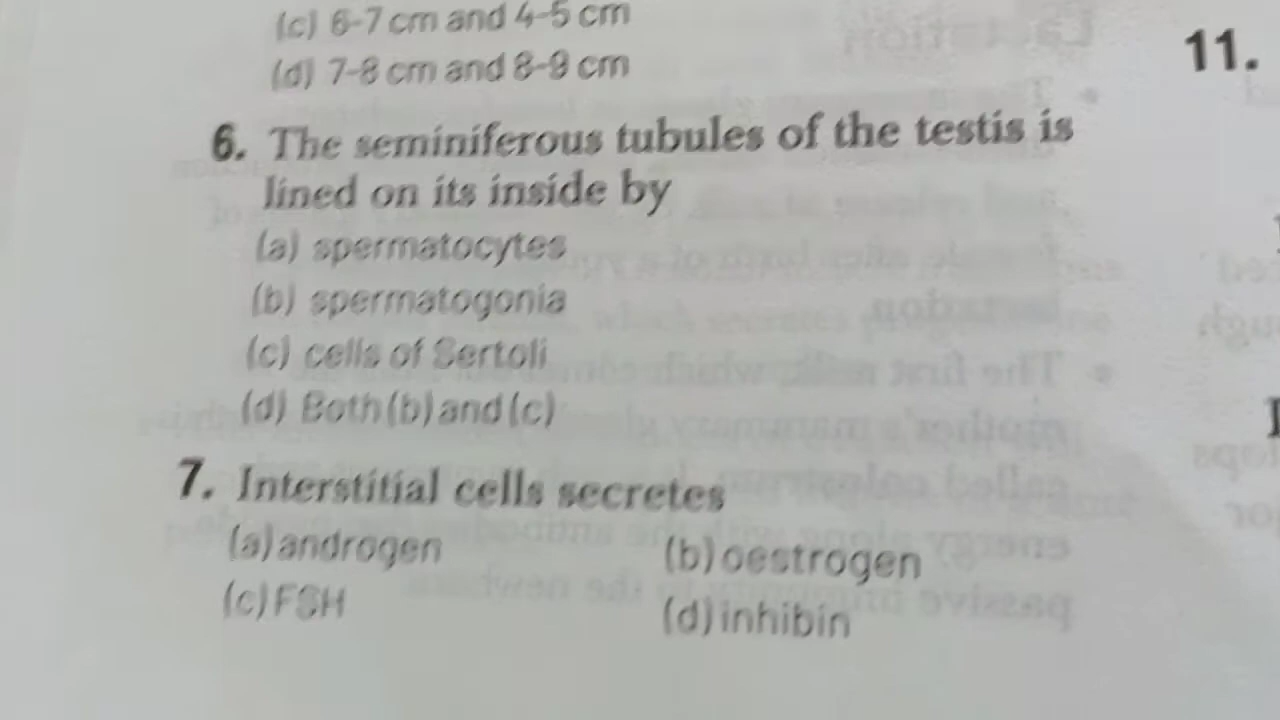 (c) 6-7 cm and 4-5 cm
(d) 7-8 cm and 8-9 cm
6. The seminiferous tubules of the testis is
lined on its inside by
(a) spermatocytes
(b) spermatogonia
(c) cells of Sertoli
(d) Both (b) and (c)
7. Interstitial cells secretes
(a) androgen
(b) oestrogen
(c) FSH
(d) inhibin
11.